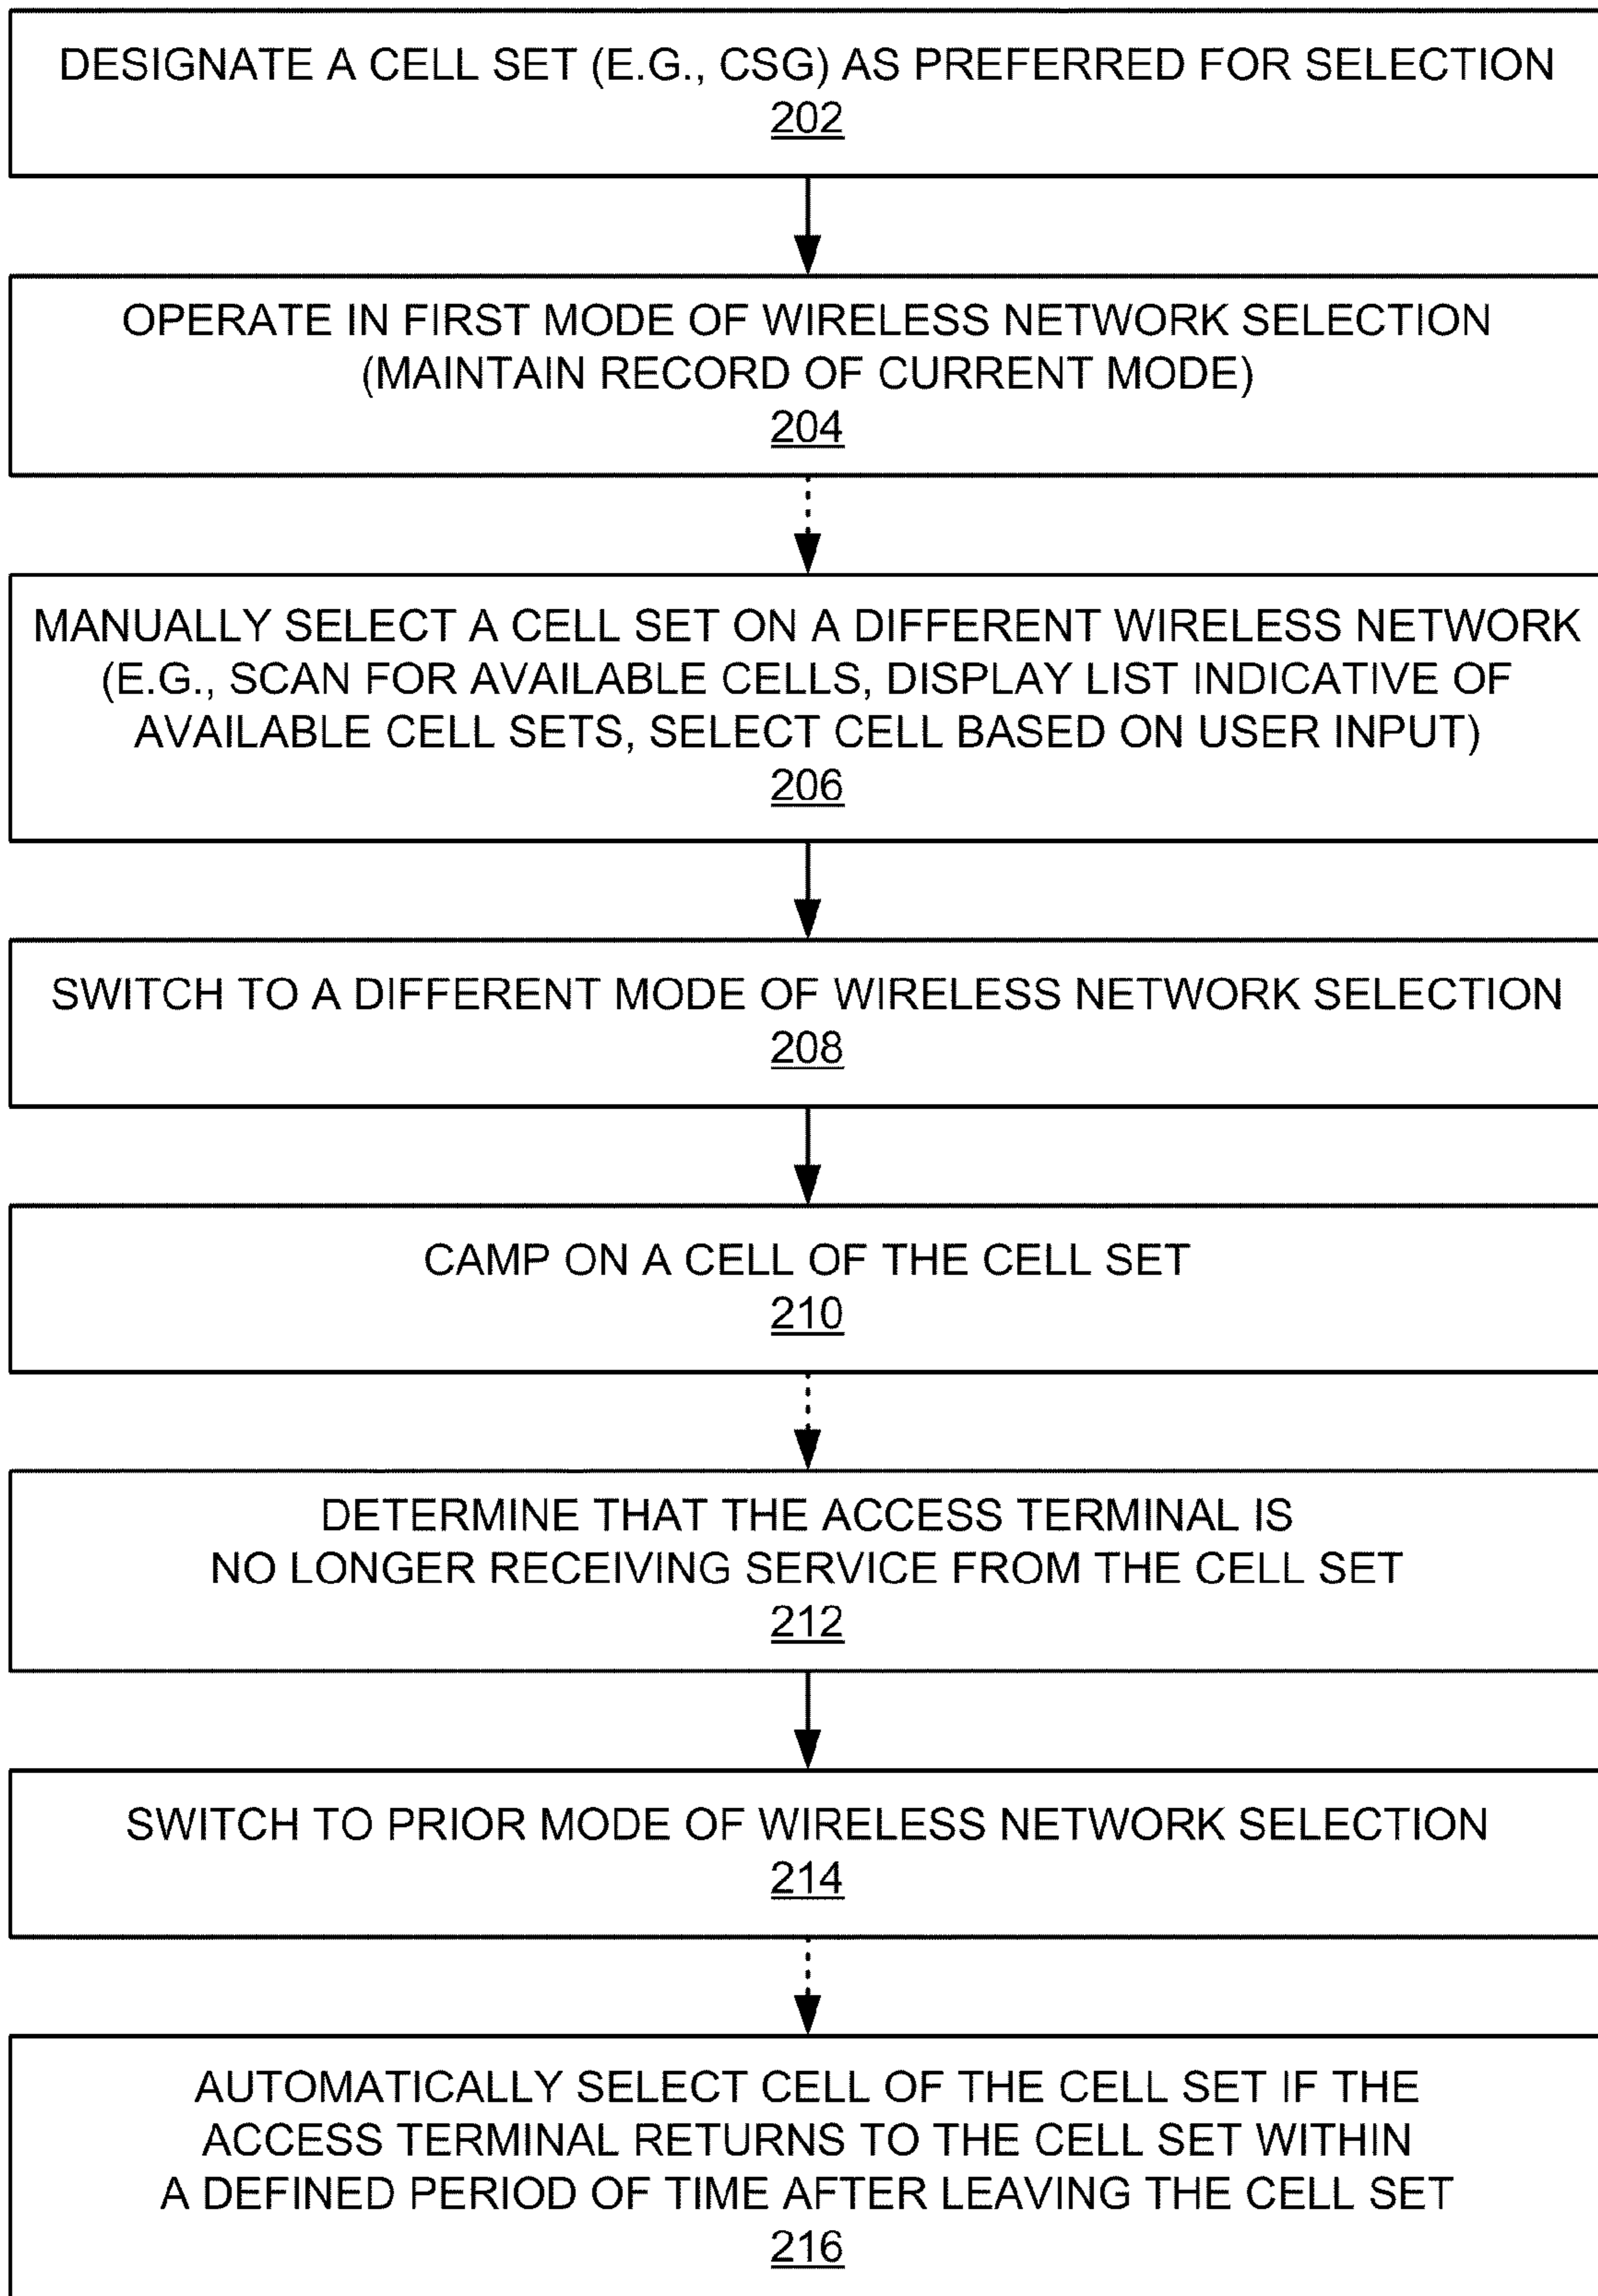 DESIGNATE A CELL SET (E.G., CSG) AS PREFERRED FOR SELECTION
202
OPERATE IN FIRST MODE OF WIRELESS NETWORK SELECTION
(MAINTAIN RECORD OF CURRENT MODE)
204
MANUALLY SELECT A CELL SET ON A DIFFERENT WIRELESS NETWORK
(E.G., SCAN FOR AVAILABLE CELLS, DISPLAY LIST INDICATIVE OF
AVAILABLE CELL SETS, SELECT CELL BASED ON USER INPUT)
206
SWITCH TO A DIFFERENT MODE OF WIRELESS NETWORK SELECTION
208
CAMP ON A CELL OF THE CELL SET
210
DETERMINE THAT THE ACCESS TERMINAL IS
NO LONGER RECEIVING SERVICE FROM THE CELL SET
212
SWITCH TO PRIOR MODE OF WIRELESS NETWORK SELECTION
214
AUTOMATICALLY SELECT CELL OF THE CELL SET IF THE
ACCESS TERMINAL RETURNS TO THE CELL SET WITHIN
A DEFINED PERIOD OF TIME AFTER LEAVING THE CELL SET
216